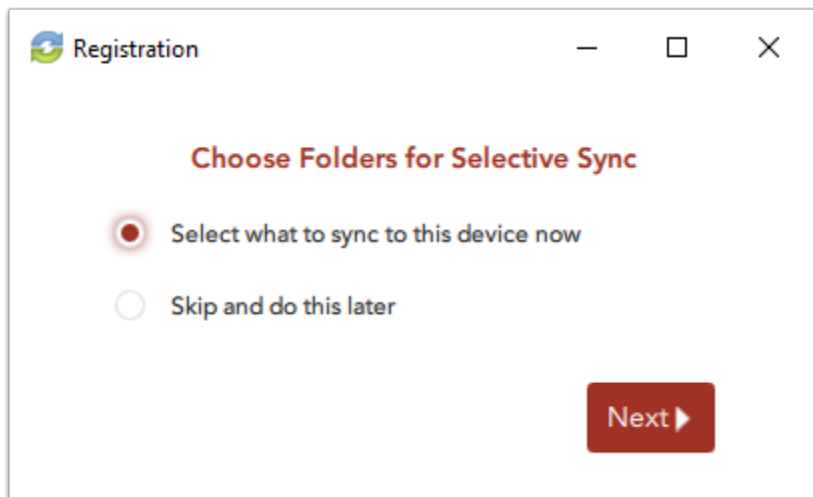 Registration
Choose Folders for Selective Sync
Select what to sync to this device now
Skip and do this later
Next